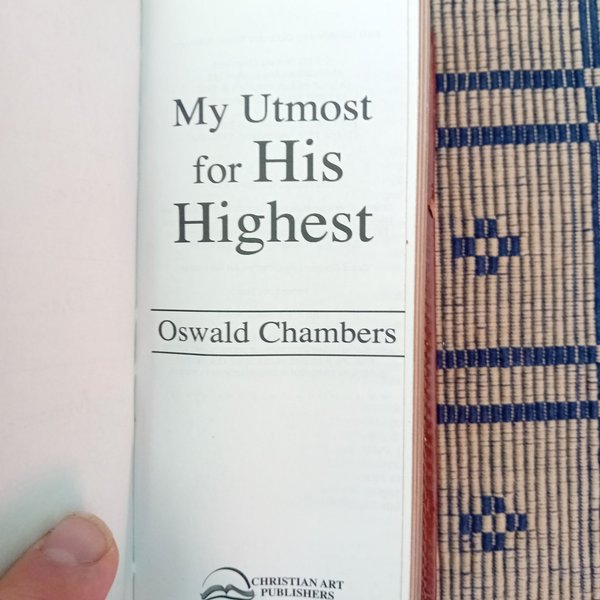 My Utmost
for His
Highest
Oswald Chambers
CHRISTIAN ART
PUBLISHERS